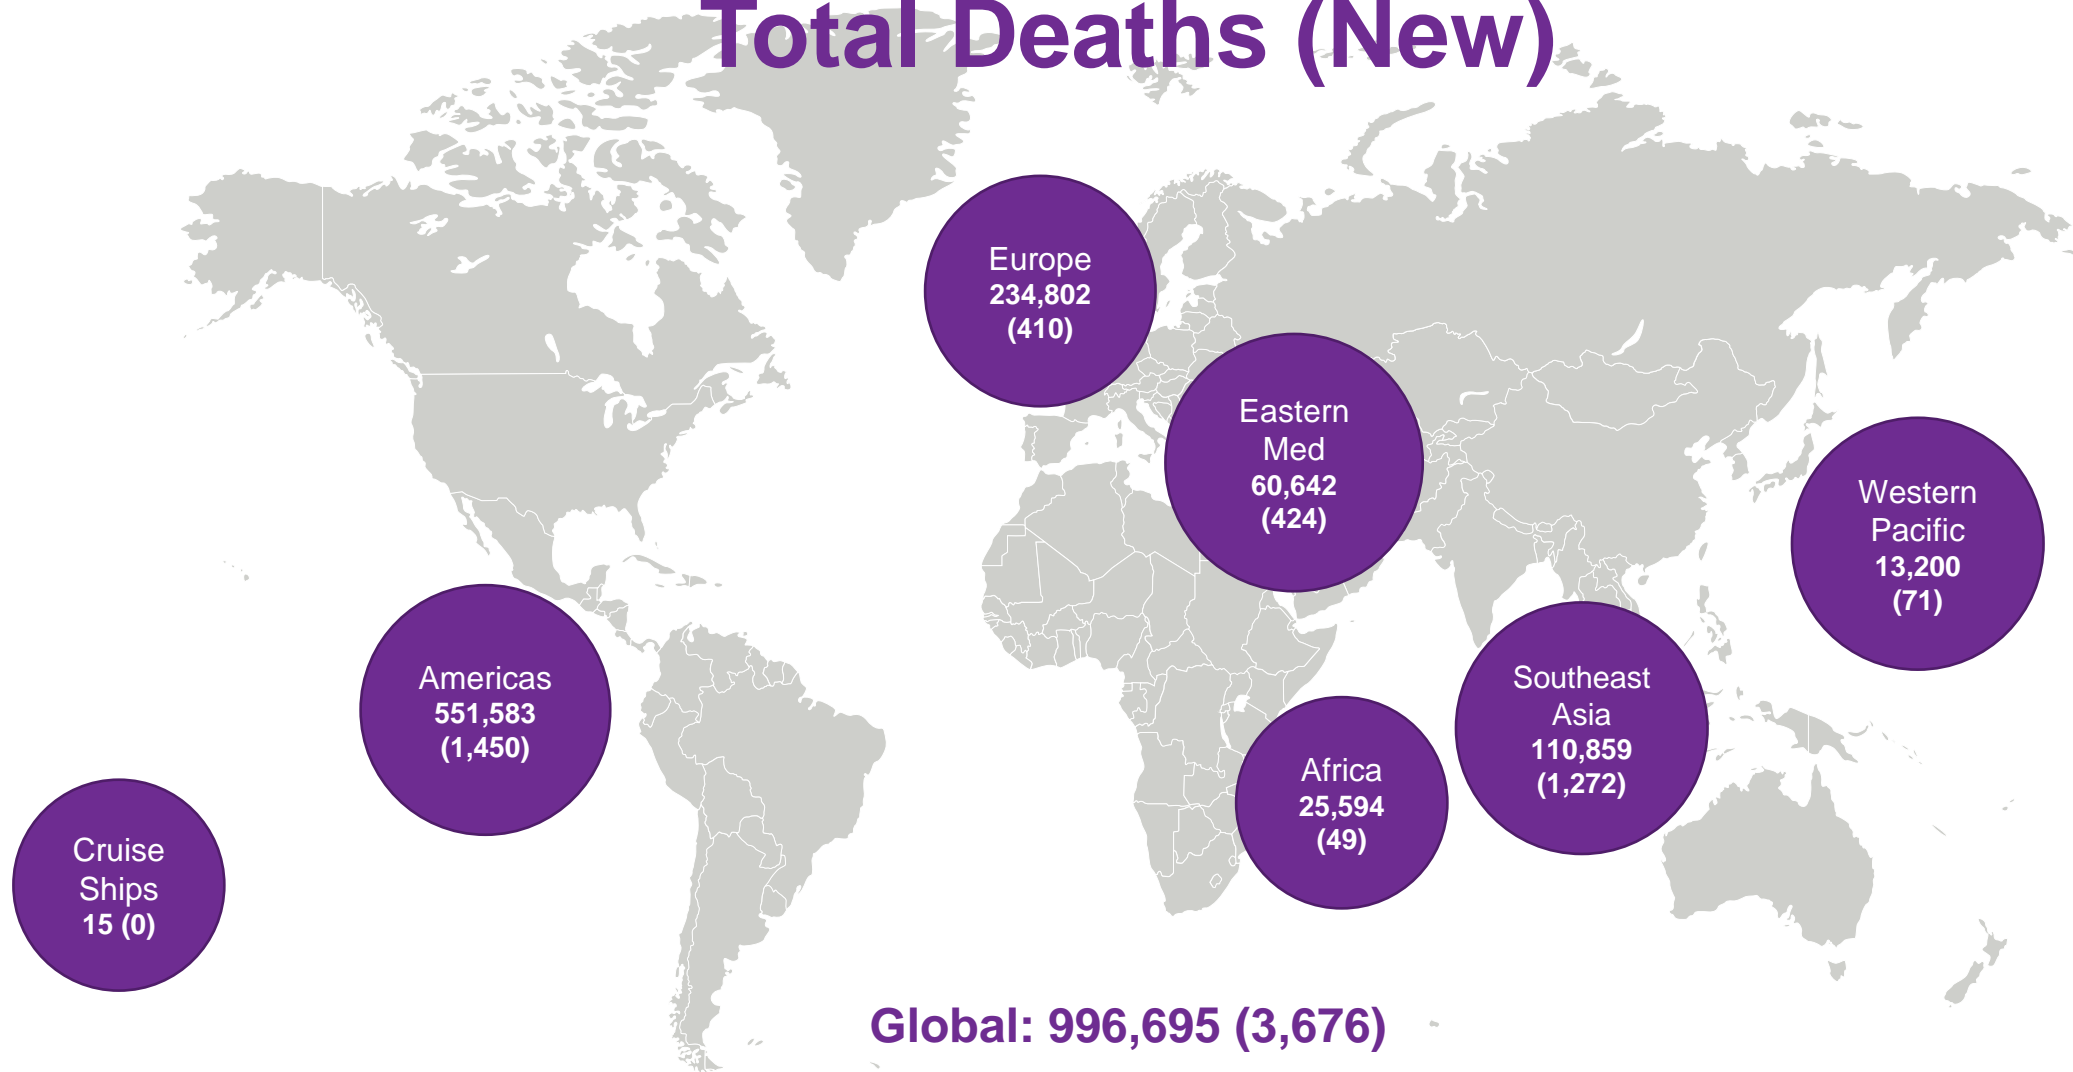 Total Deaths (New)
Europe
234,802
(410)
Eastern
Med
60,642
(424)
Western
Pacific
13,200
(71)
Americas
551,583
(1,450)
Southeast
Asia
110,859
(1,272)
Africa
25,594
(49)
Cruise
Ships
15 (0)
Global: 996,695 (3,676)